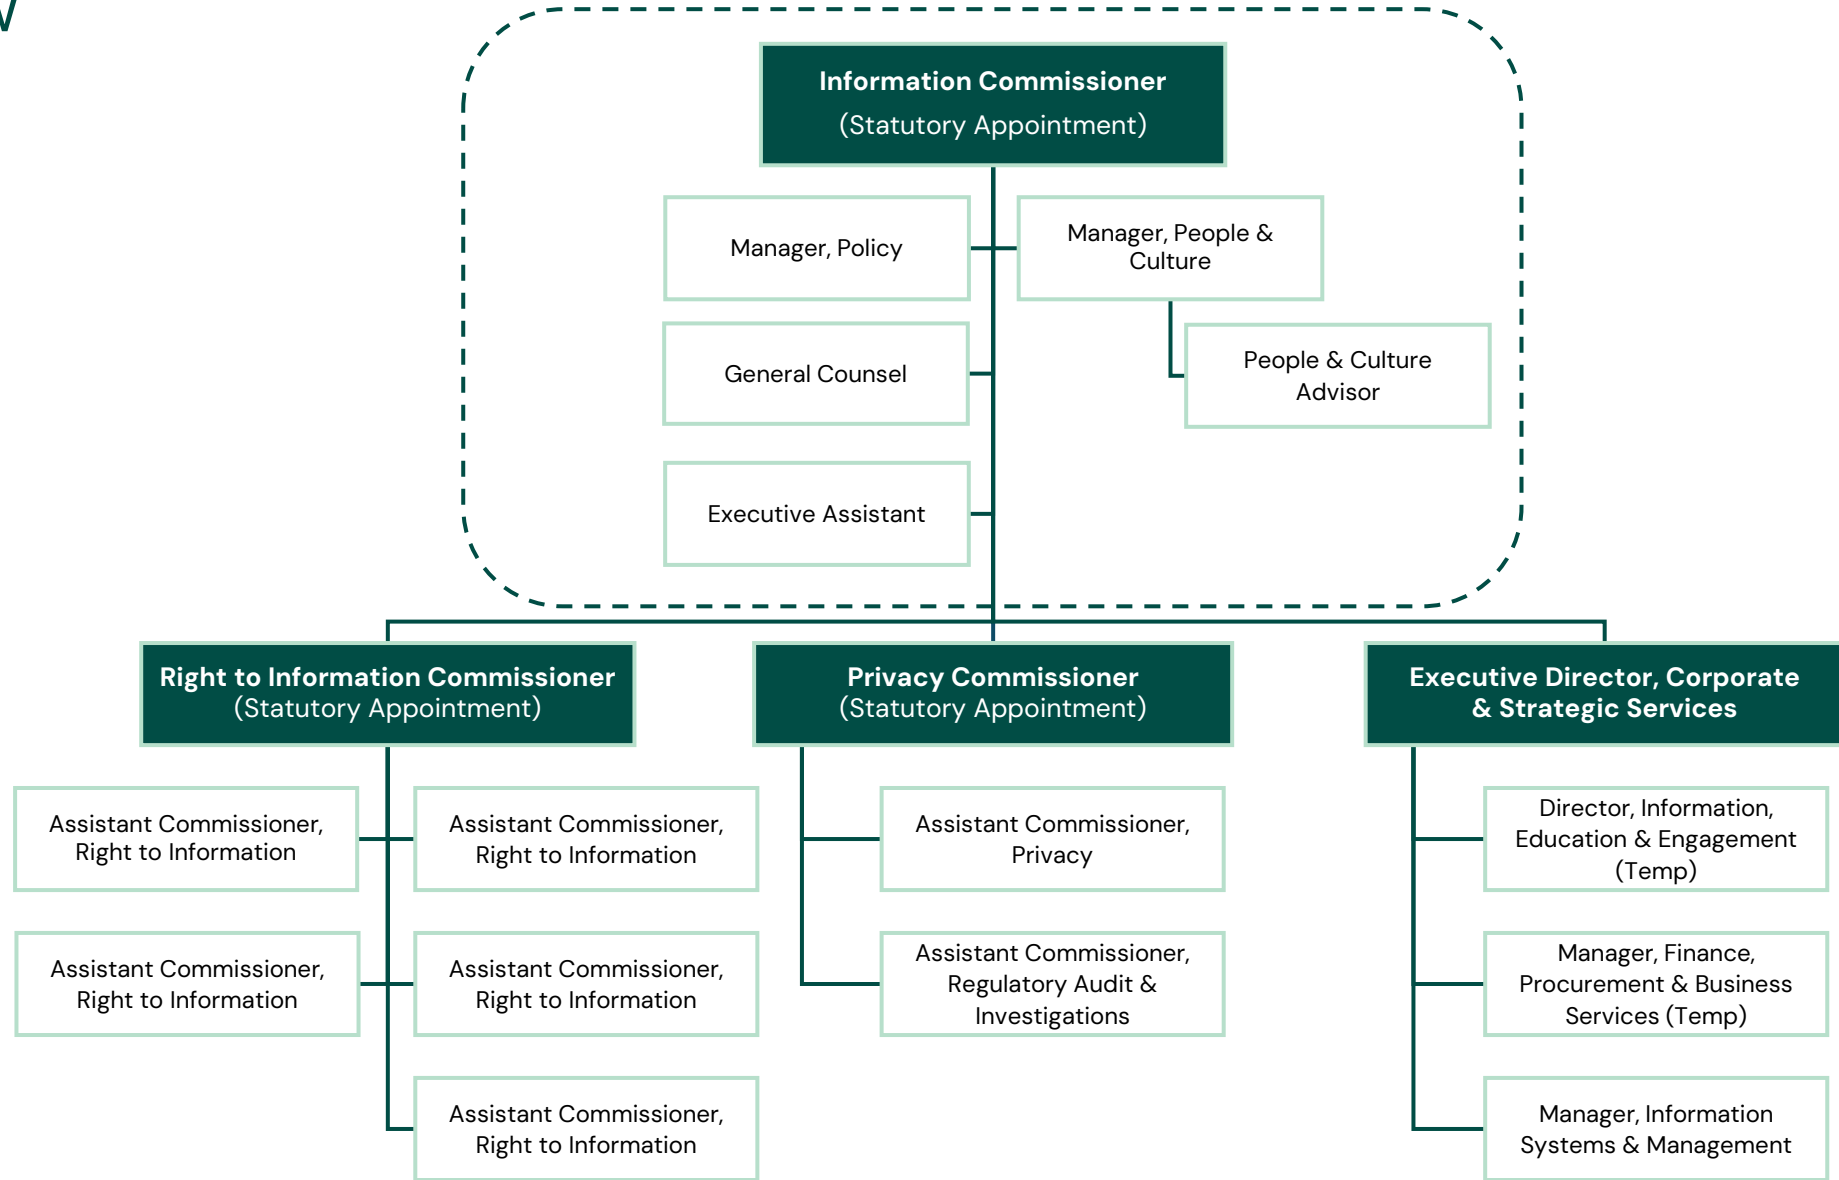 Information Commissioner
(Statutory Appointment)
Manager, Policy
Manager, People &
Culture
General Counsel
People & Culture
Advisor
Executive Assistant
Right to Information Commissioner
(Statutory Appointment)
Privacy Commissioner
(Statutory Appointment)
Executive Director, Corporate
& Strategic Services
Assistant Commissioner,
Right to Information
Assistant Commissioner,
Right to Information
Assistant Commissioner,
Right to Information
Assistant Commissioner,
Right to Information
Assistant Commissioner,
Right to Information
Assistant Commissioner,
Privacy
Assistant Commissioner,
Regulatory Audit &
Investigations
Director, Information,
Education & Engagement
(Temp)
Manager, Finance,
Procurement & Business
Services (Temp)
Manager, Information
Systems & Management